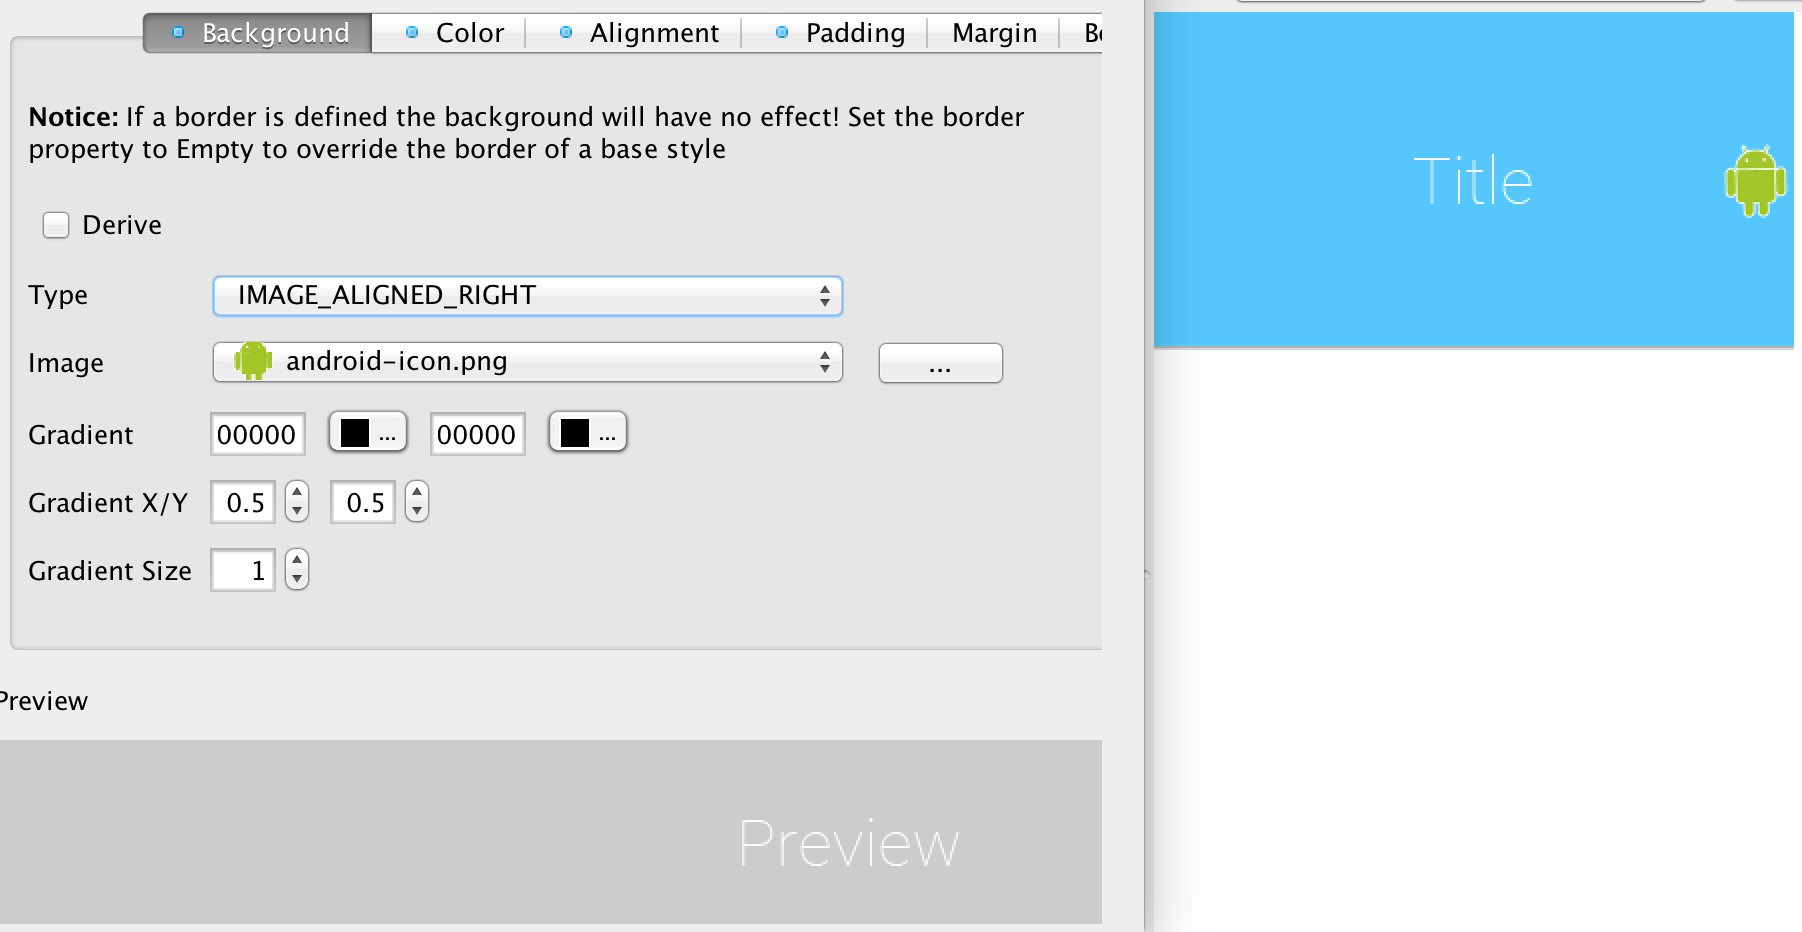 Background Color Alignment Padding Margin
Notice: If a border is defined the background will have no effect! Set the border
property to Empty to override the border of a base style
Derive
Type IMAGE_ALIGNED_RIGHT
Image android-icon.png ...
Gradient 00000 ... 00000 ...
Gradient X/Y 0.5 0.5
Gradient Size 1
Preview
Preview
Title